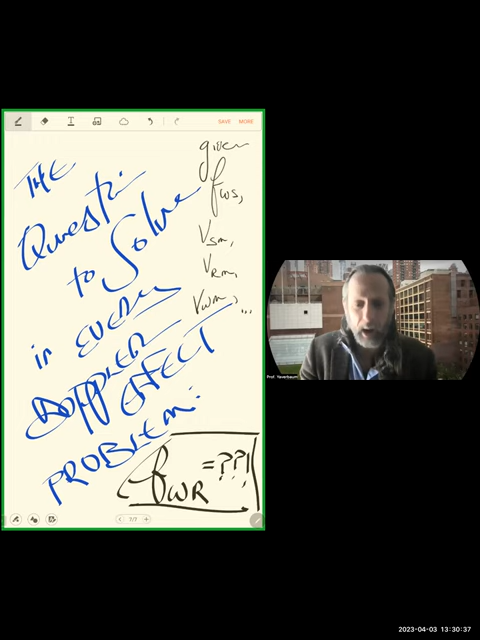 SAVE MORE
THE
Question
to Solve
in EVERY
DOPPLER
EFFECT
PROBLEM:
given
fws,
Vsm,
VRm,
Vwm, ...
fWR = ??!
7/7
Prof. Yaverbaum
2023-04-03 13:30:37